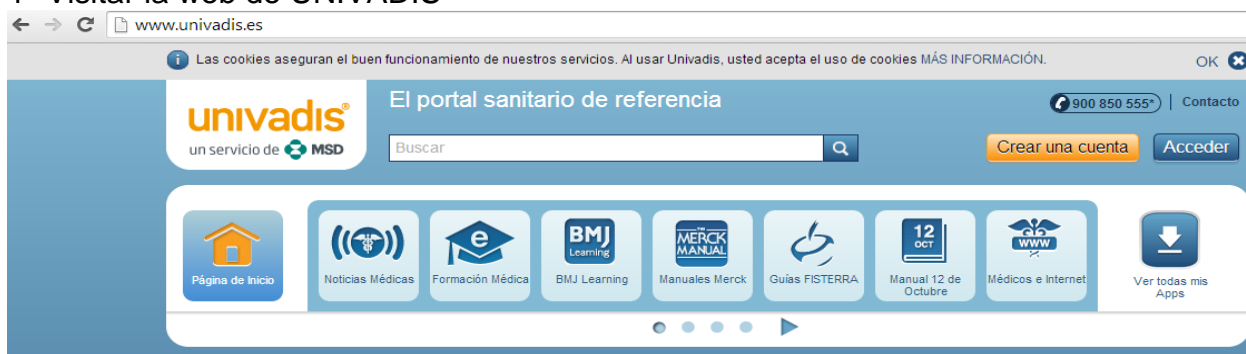 1- Visitar la web de UNIVADIS
www.univadis.es
Las cookies aseguran el buen funcionamiento de nuestros servicios. Al usar Univadis, usted acepta el uso de cookies MÁS INFORMACIÓN.
OK
univadis®
un servicio de MSD
El portal sanitario de referencia
900 850 555*
Contacto
Buscar
Crear una cuenta
Acceder
Página de Inicio
Noticias Médicas
e
Formación Médica
BMJ
Learning
BMJ Learning
THE
MERCK
MANUAL
Manuales Merck
Guías FISTERRA
12
OCT
Manual 12 de
Octubre
WWW
Médicos e Internet
Ver todas mis
Apps